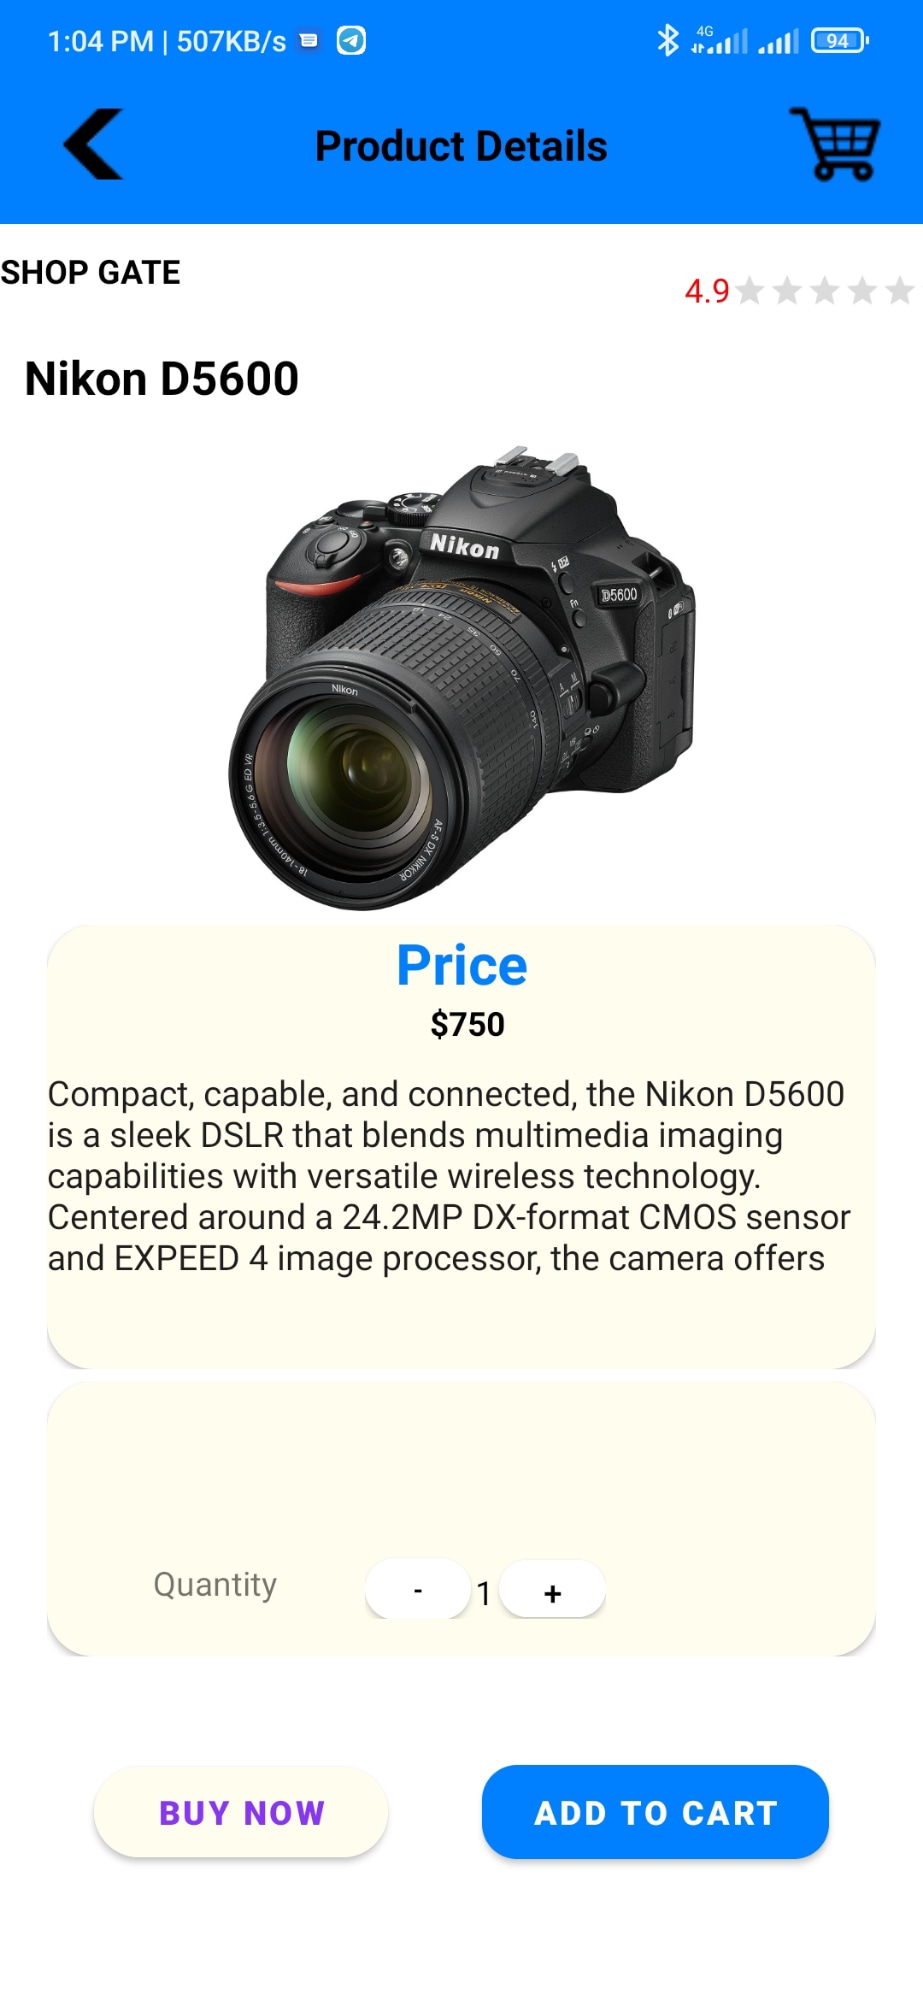 1:04 PM | 507KB/s
4G
94
Product Details
SHOP GATE
4.9
Nikon D5600
Nikon
D5600
Fn
Nikon
18-140mm 1:3.5-5.6 G ED VR
AF-S DX NIKKOR
Price
$750
Compact, capable, and connected, the Nikon D5600
is a sleek DSLR that blends multimedia imaging
capabilities with versatile wireless technology.
Centered around a 24.2MP DX-format CMOS sensor
and EXPEED 4 image processor, the camera offers
Quantity
- 1 +
BUY NOW
ADD TO CART